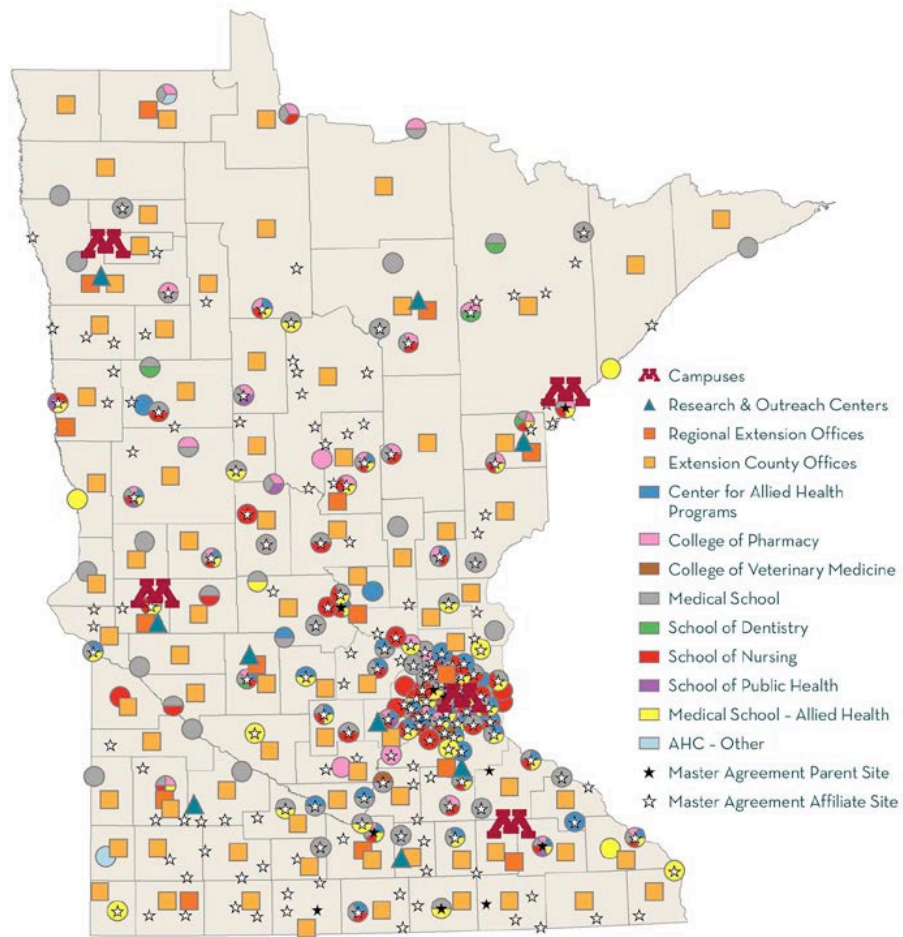 Campuses
Research & Outreach Centers
Regional Extension Offices
Extension County Offices
Center for Allied Health
Programs
College of Pharmacy
College of Veterinary Medicine
Medical School
School of Dentistry
School of Nursing
School of Public Health
Medical School - Allied Health
AHC - Other
Master Agreement Parent Site
Master Agreement Affiliate Site